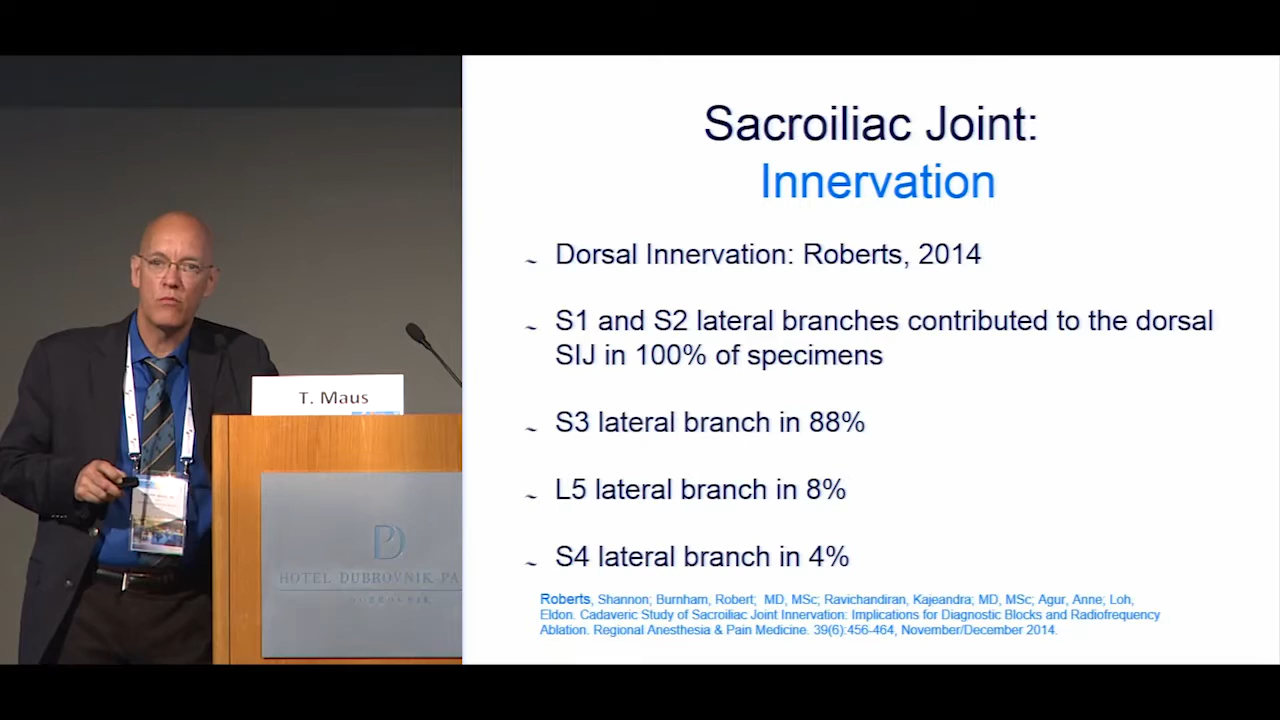 Sacroiliac Joint:
Innervation
Dorsal Innervation: Roberts, 2014
S1 and S2 lateral branches contributed to the dorsal
SIJ in 100% of specimens
S3 lateral branch in 88%
L5 lateral branch in 8%
S4 lateral branch in 4%
Roberts, Shannon; Burnham, Robert; MD, MSc; Ravichandiran, Kajeandra; MD, MSc; Agur, Anne; Loh,
Eldon. Cadaveric Study of Sacroiliac Joint Innervation: Implications for Diagnostic Blocks and Radiofrequency
Ablation. Regional Anesthesia & Pain Medicine. 39(6):456-464, November/December 2014.
T. Maus
HOTEL DUBROVNIK PA
DUBROVNIK